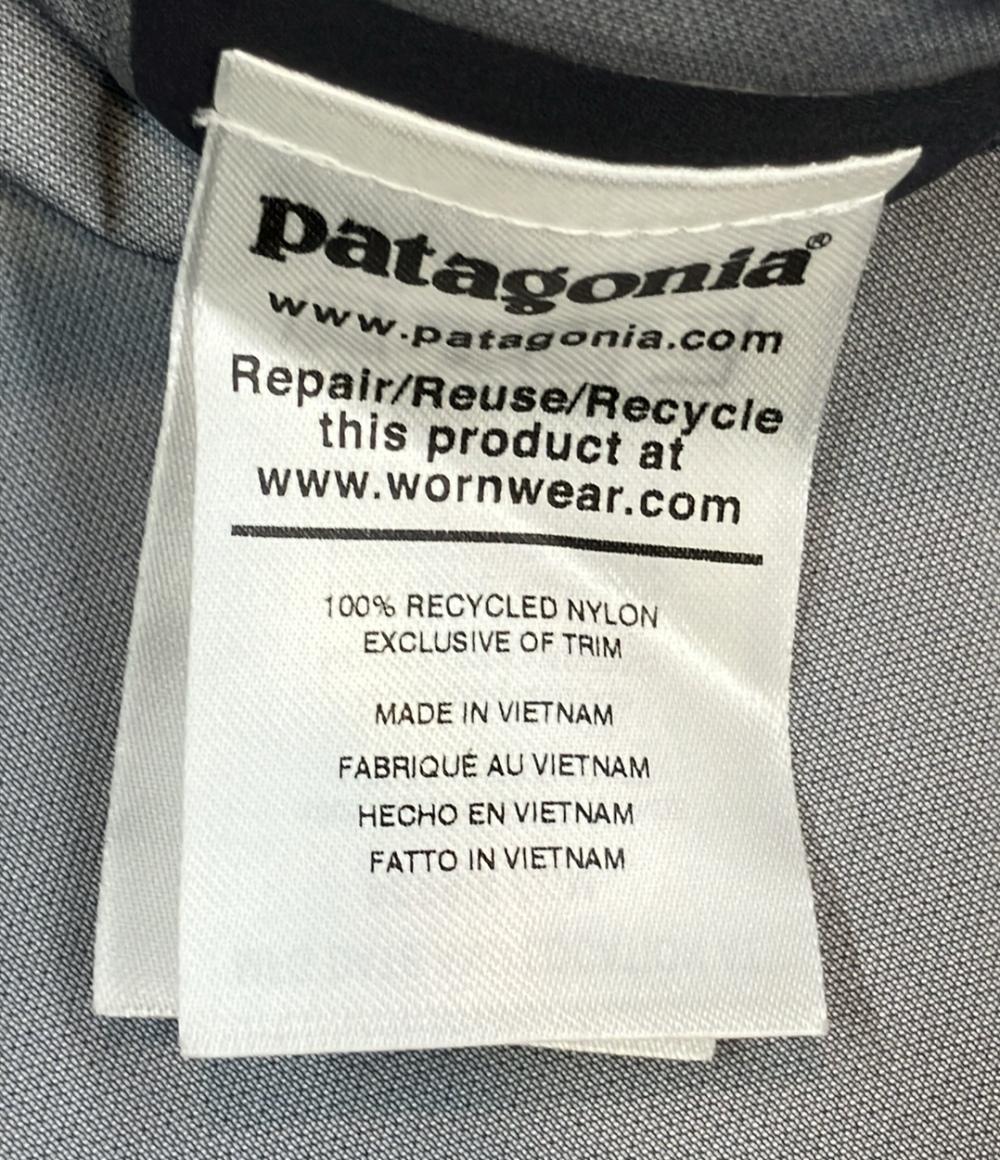 patagonia®
www.patagonia.com
Repair/Reuse/Recycle
this product at
www.wornwear.com
100% RECYCLED NYLON
EXCLUSIVE OF TRIM
MADE IN VIETNAM
FABRIQUÉ AU VIETNAM
HECHO EN VIETNAM
FATTO IN VIETNAM